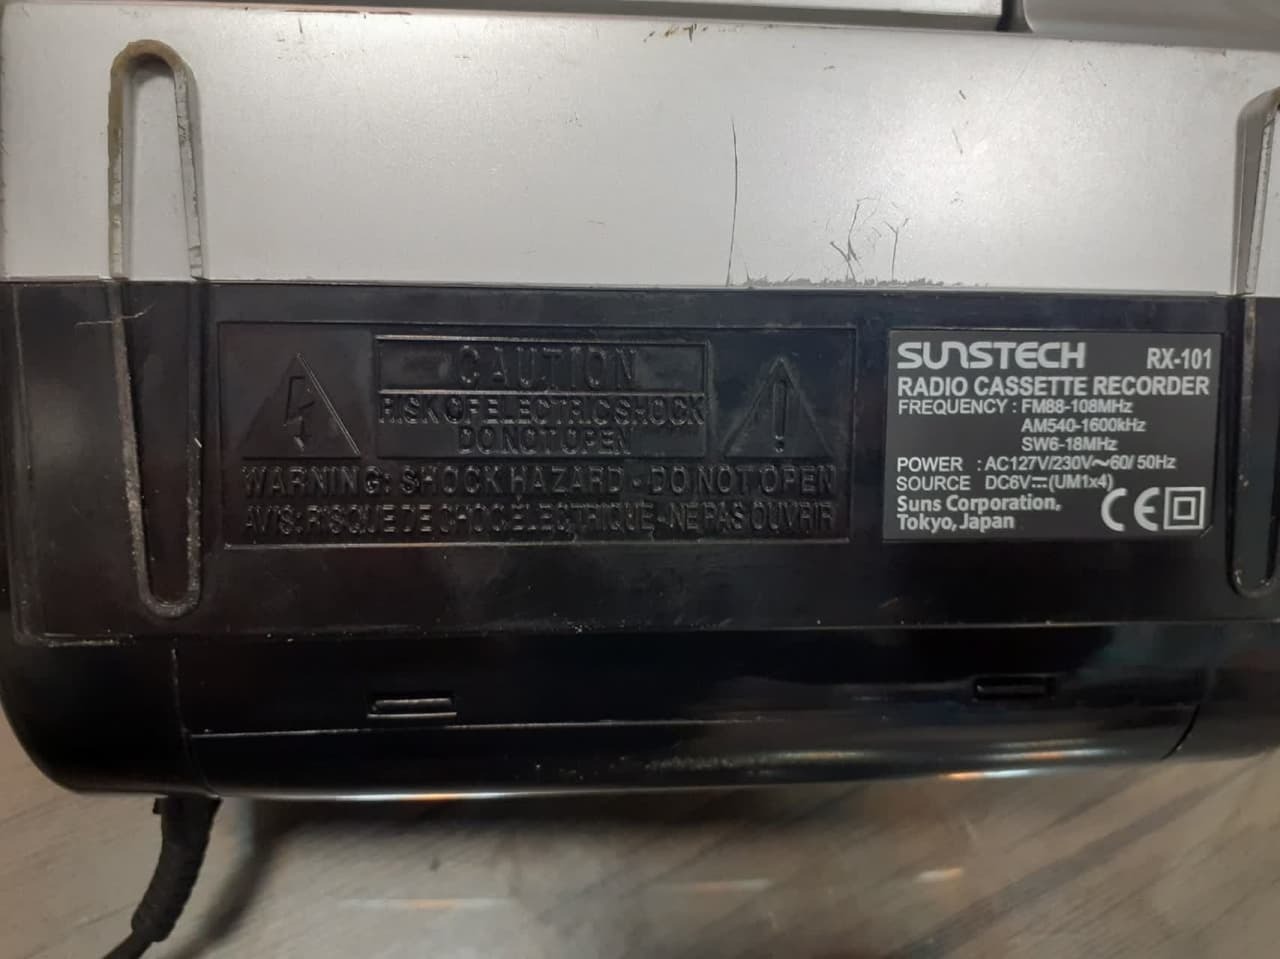 CAUTION
RISK OF ELECTRIC SHOCK
DO NOT OPEN
WARNING: SHOCK HAZARD - DO NOT OPEN
AVIS: RISQUE DE CHOC ÉLECTRIQUE - NE PAS OUVRIR
SUNSTECH RX-101
RADIO CASSETTE RECORDER
FREQUENCY : FM88-108MHz
AM540-1600kHz
SW6-18MHz
POWER : AC127V/230V~60/ 50Hz
SOURCE DC6V⎓(UM1x4)
Suns Corporation,
Tokyo, Japan
CE